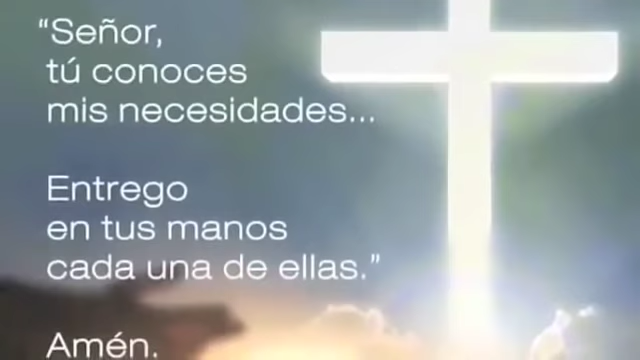 “Señor,
tú conoces
mis necesidades...
Entrego
en tus manos
cada una de ellas.”
Amén.